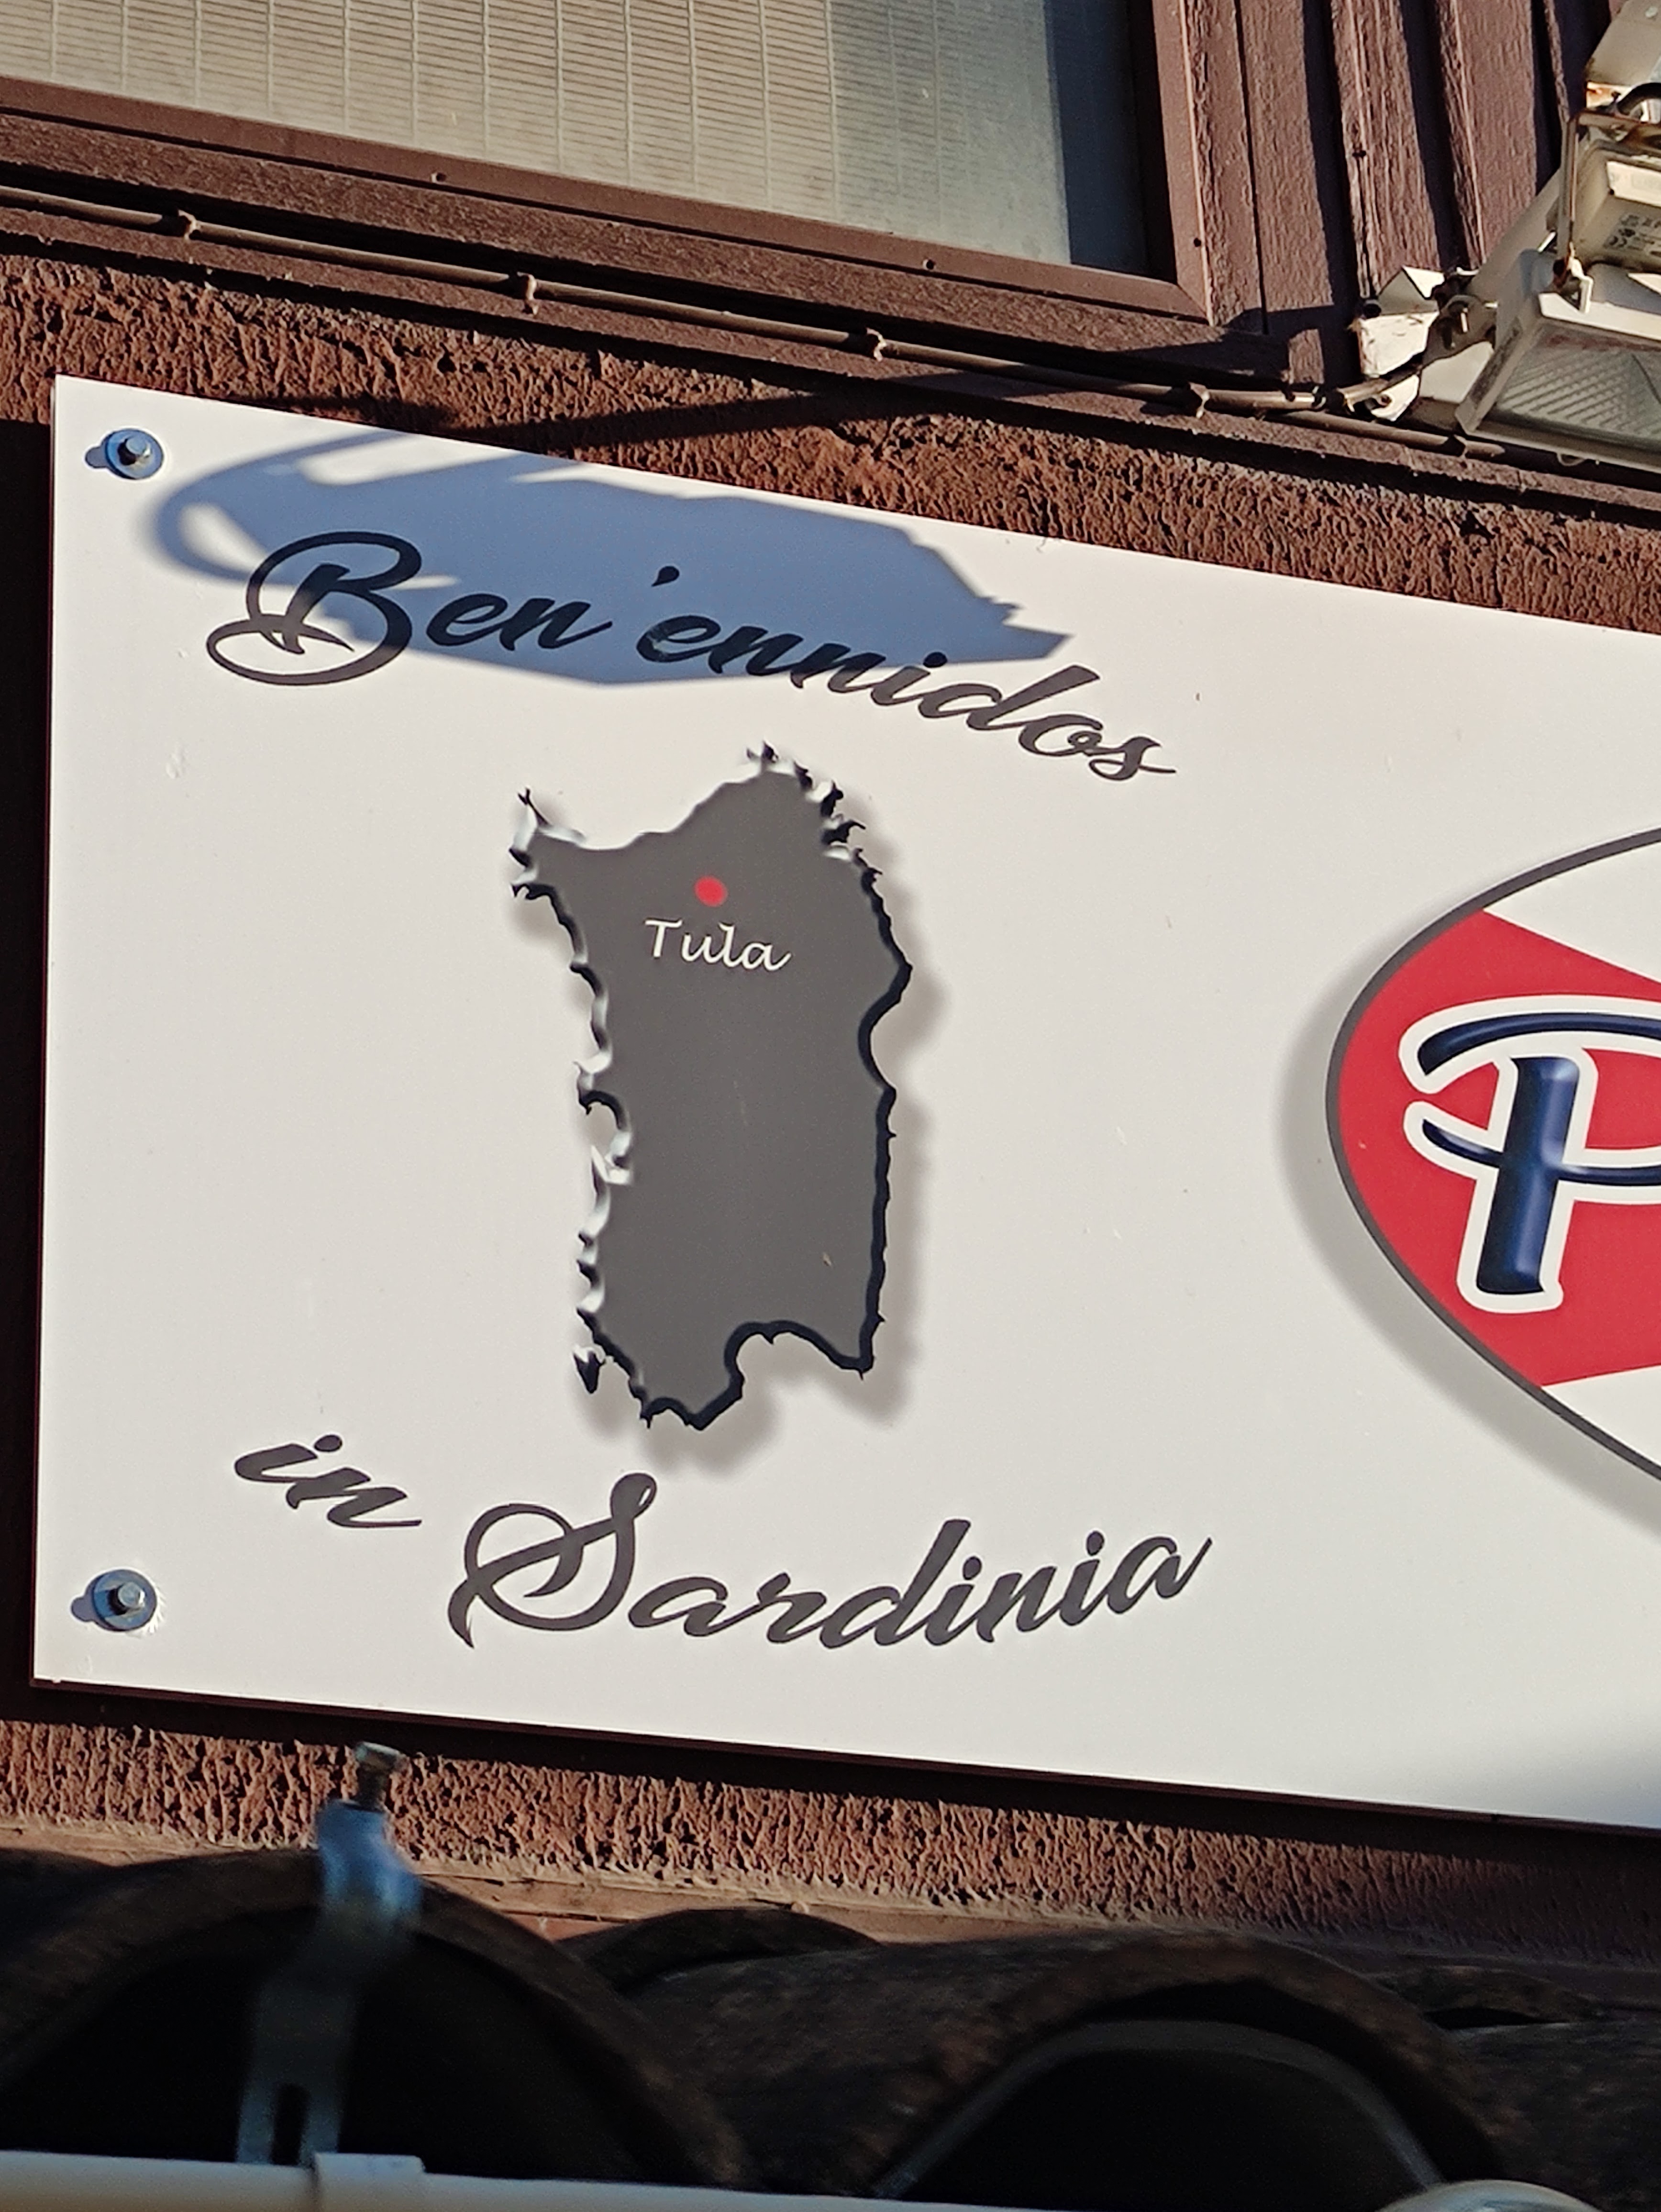 Ben'ennidos
Tula
P
in Sardinia